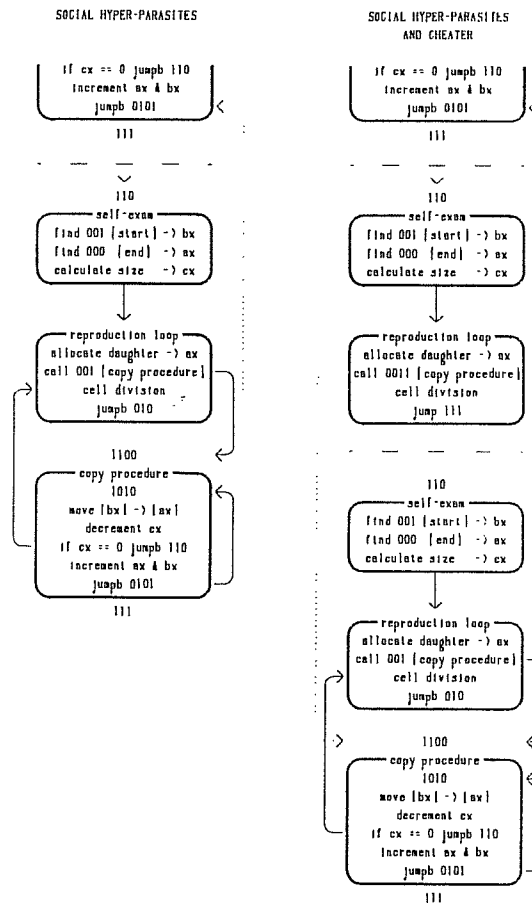 SOCIAL HYPER-PARASITES
if cx == 0 jumpb 110
increment ax & bx
jumpb 0101
111
110
self-exam
find 001 [start] -> bx
find 000 [end] -> ax
calculate size -> cx
reproduction loop
allocate daughter -> ax
call 001 [copy procedure]
cell division
jumpb 010
1100
copy procedure
1010
move [bx] -> [ax]
decrement cx
if cx == 0 jumpb 110
increment ax & bx
jumpb 0101
111
SOCIAL HYPER-PARASITES
AND CHEATER
if cx == 0 jumpb 110
increment ax & bx
jumpb 0101
111
110
self-exam
find 001 [start] -> bx
find 000 [end] -> ax
calculate size -> cx
reproduction loop
allocate daughter -> ax
call 0011 [copy procedure]
cell division
jump 111
110
self-exam
find 001 [start] -> bx
find 000 [end] -> ax
calculate size -> cx
reproduction loop
allocate daughter -> ax
call 001 [copy procedure]
cell division
jumpb 010
1100
copy procedure
1010
move [bx] -> [ax]
decrement cx
if cx == 0 jumpb 110
increment ax & bx
jumpb 0101
111